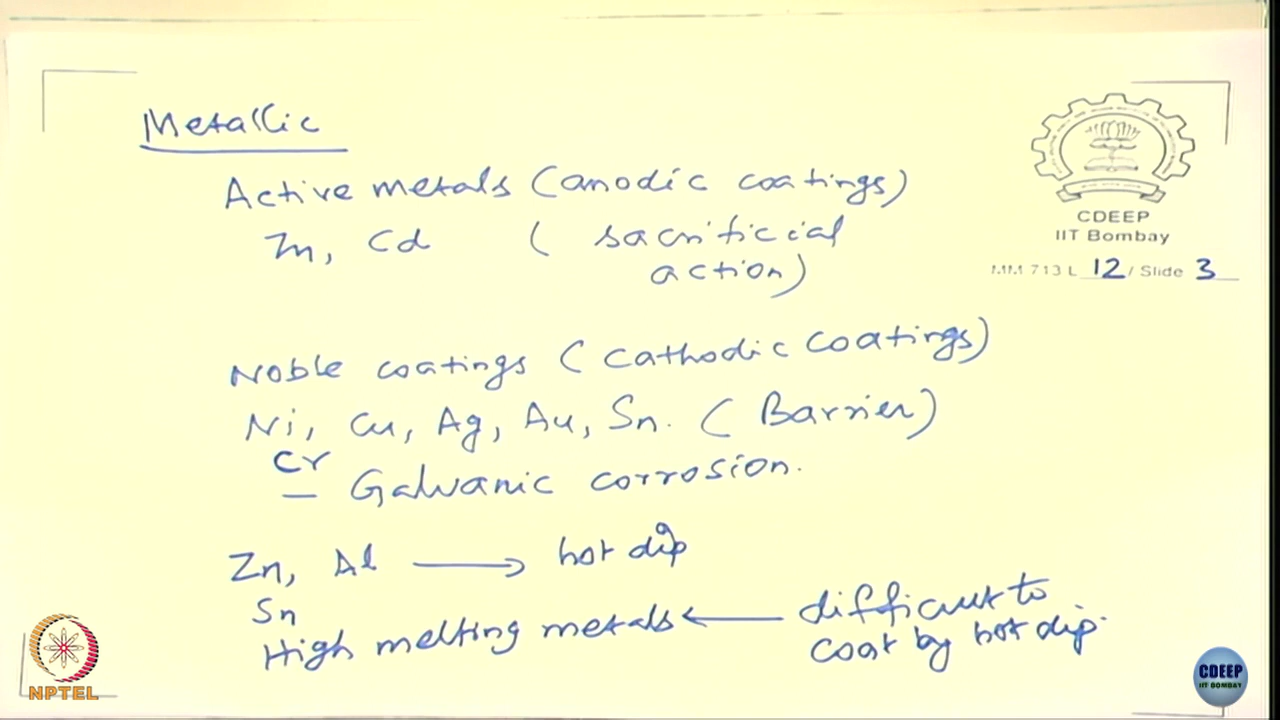 Metallic
Active metals (anodic coatings)
Zn, Cd ( sacrificial
action)
CDEEP
IIT Bombay
MM 713 L 12 / Slide 3
Noble coatings ( Cathodic coatings)
Ni, Cu, Ag, Au, Sn. ( Barrier)
Cr
— Galvanic corrosion.
Zn, Al ⟶ hot dip
Sn
High melting metals ⟵ difficult to
coat by hot dip.
NPTEL
CDEEP
IIT BOMBAY